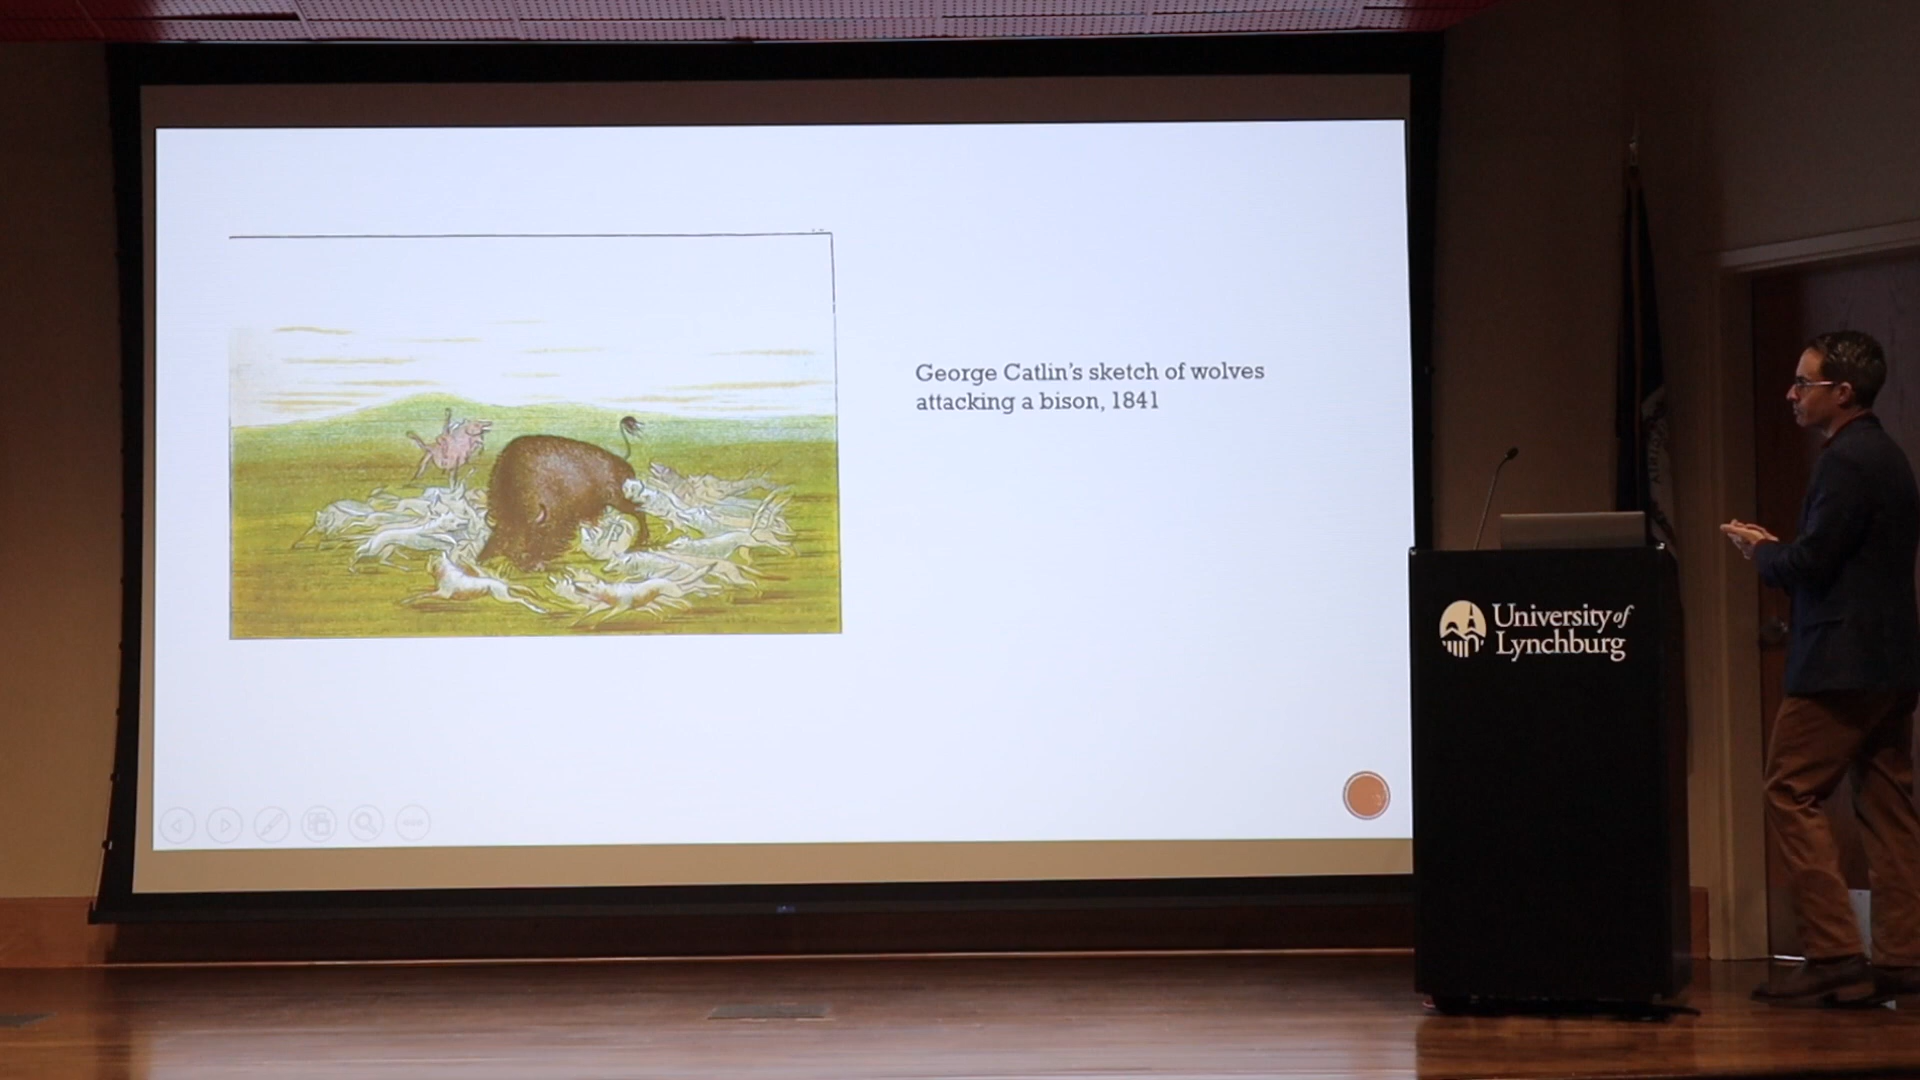 George Catlin's sketch of wolves
attacking a bison, 1841
University of
Lynchburg